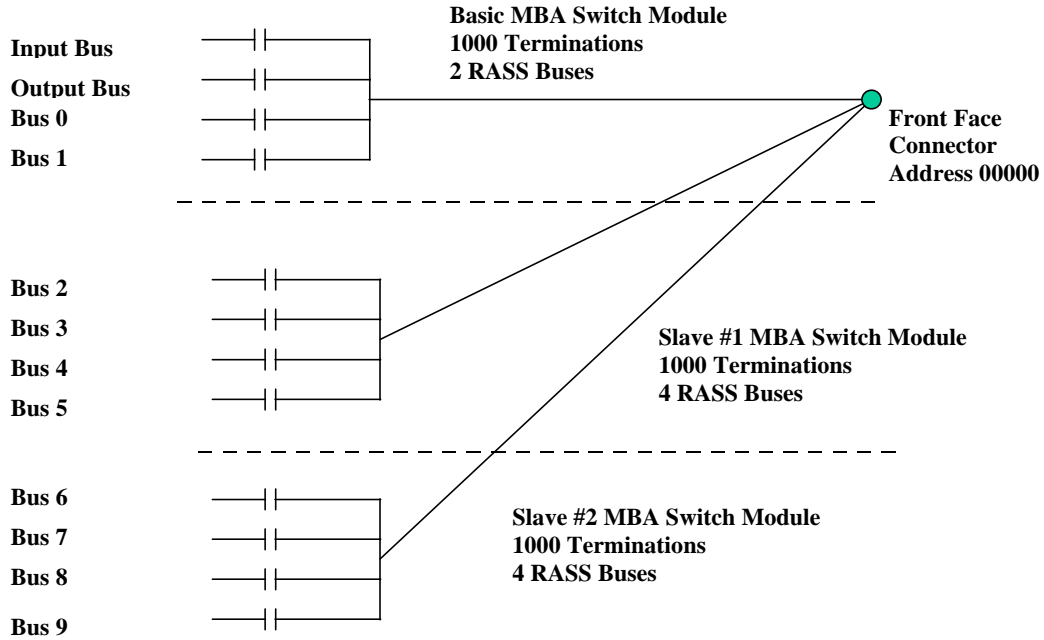 Basic MBA Switch Module
1000 Terminations
2 RASS Buses
Input Bus
Output Bus
Bus 0
Bus 1
Front Face
Connector
Address 00000
Bus 2
Bus 3
Bus 4
Bus 5
Slave #1 MBA Switch Module
1000 Terminations
4 RASS Buses
Bus 6
Bus 7
Bus 8
Bus 9
Slave #2 MBA Switch Module
1000 Terminations
4 RASS Buses